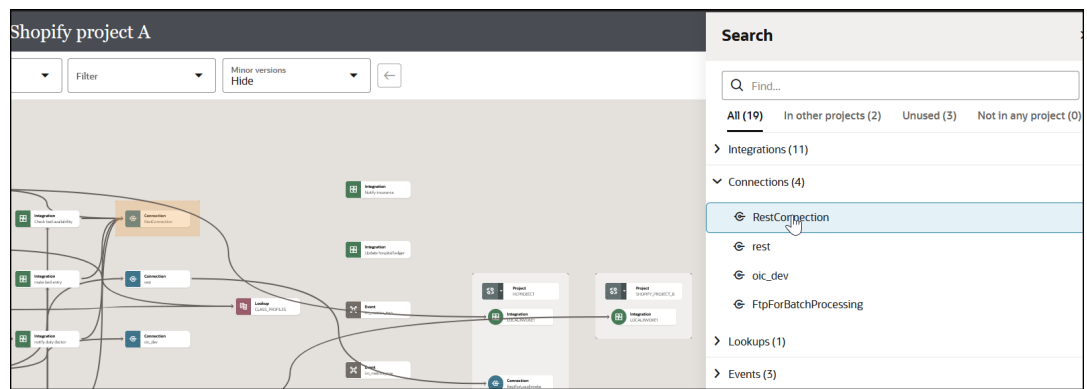 Shopify project A
Filter
Minor versions
Hide
Search
Find...
All (19)
In other projects (2)
Unused (3)
Not in any project (0)
Integrations (11)
Connections (4)
RestConnection
rest
oic_dev
FtpForBatchProcessing
Lookups (1)
Events (3)
Integration
Notify insurance
Integration
Check bed availability
Connection
RestConnection
Integration
Update hospital ledger
Integration
make bed entry
Connection
rest
Lookup
CLASS_PROFILES
Event
Project
Integration
LOCALINVOKE1
Project
SHOPIFY_PROJECT_B
Integration
LOCALINVOKE1
Integration
notify duty doctor
Connection
oic_dev
Event
Connection